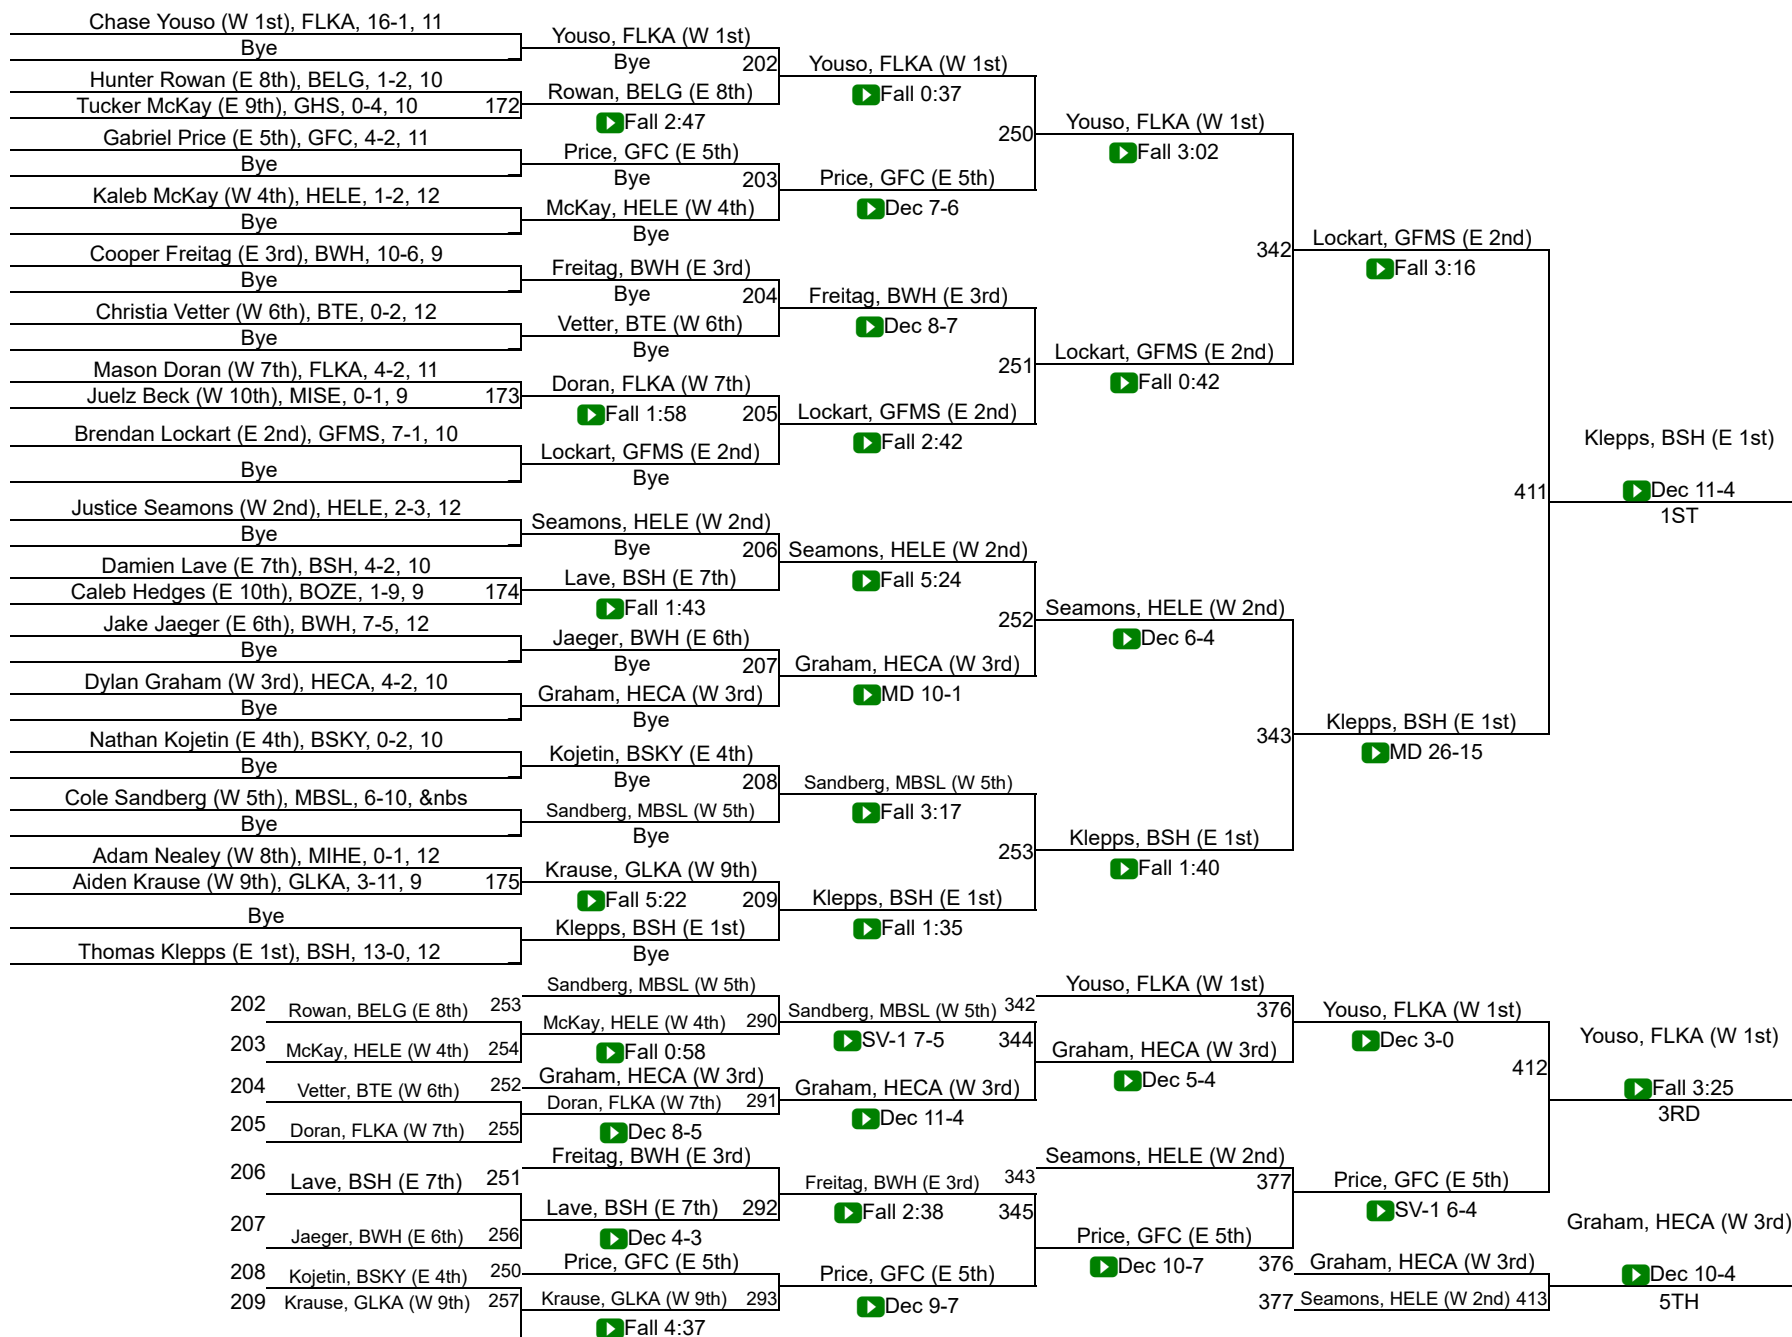 Chase Youso (W 1st), FLKA, 16-1, 11
Bye
Hunter Rowan (E 8th), BELG, 1-2, 10
Tucker McKay (E 9th), GHS, 0-4, 10
172
Gabriel Price (E 5th), GFC, 4-2, 11
Bye
Kaleb McKay (W 4th), HELE, 1-2, 12
Bye
Cooper Freitag (E 3rd), BWH, 10-6, 9
Bye
Christia Vetter (W 6th), BTE, 0-2, 12
Bye
Mason Doran (W 7th), FLKA, 4-2, 11
Juelz Beck (W 10th), MISE, 0-1, 9
173
Brendan Lockart (E 2nd), GFMS, 7-1, 10
Bye
Justice Seamons (W 2nd), HELE, 2-3, 12
Bye
Damien Lave (E 7th), BSH, 4-2, 10
Caleb Hedges (E 10th), BOZE, 1-9, 9
174
Jake Jaeger (E 6th), BWH, 7-5, 12
Bye
Dylan Graham (W 3rd), HECA, 4-2, 10
Bye
Nathan Kojetin (E 4th), BSKY, 0-2, 10
Bye
Cole Sandberg (W 5th), MBSL, 6-10, &nbs
Bye
Adam Nealey (W 8th), MIHE, 0-1, 12
Aiden Krause (W 9th), GLKA, 3-11, 9
175
Bye
Thomas Klepps (E 1st), BSH, 13-0, 12
Youso, FLKA (W 1st)
Bye
202
Rowan, BELG (E 8th)
Fall 2:47
Price, GFC (E 5th)
Bye
203
McKay, HELE (W 4th)
Bye
Freitag, BWH (E 3rd)
Bye
204
Vetter, BTE (W 6th)
Bye
Doran, FLKA (W 7th)
Fall 1:58
205
Lockart, GFMS (E 2nd)
Bye
Seamons, HELE (W 2nd)
Bye
206
Lave, BSH (E 7th)
Fall 1:43
Jaeger, BWH (E 6th)
Bye
207
Graham, HECA (W 3rd)
Bye
Kojetin, BSKY (E 4th)
Bye
208
Sandberg, MBSL (W 5th)
Bye
Krause, GLKA (W 9th)
Fall 5:22
209
Klepps, BSH (E 1st)
Bye
Youso, FLKA (W 1st)
Fall 0:37
250
Price, GFC (E 5th)
Dec 7-6
Freitag, BWH (E 3rd)
Dec 8-7
251
Lockart, GFMS (E 2nd)
Fall 2:42
Seamons, HELE (W 2nd)
Fall 5:24
252
Graham, HECA (W 3rd)
MD 10-1
Sandberg, MBSL (W 5th)
Fall 3:17
253
Klepps, BSH (E 1st)
Fall 1:35
Youso, FLKA (W 1st)
Fall 3:02
342
Lockart, GFMS (E 2nd)
Fall 0:42
Seamons, HELE (W 2nd)
Dec 6-4
343
Klepps, BSH (E 1st)
Fall 1:40
Lockart, GFMS (E 2nd)
Fall 3:16
411
Klepps, BSH (E 1st)
MD 26-15
Klepps, BSH (E 1st)
Dec 11-4
1ST
202
Rowan, BELG (E 8th)
253
203
McKay, HELE (W 4th)
254
204
Vetter, BTE (W 6th)
252
205
Doran, FLKA (W 7th)
255
206
Lave, BSH (E 7th)
251
207
Jaeger, BWH (E 6th)
256
208
Kojetin, BSKY (E 4th)
250
209
Krause, GLKA (W 9th)
257
Sandberg, MBSL (W 5th)
McKay, HELE (W 4th)
290
Fall 0:58
Graham, HECA (W 3rd)
Doran, FLKA (W 7th)
291
Dec 8-5
Freitag, BWH (E 3rd)
Lave, BSH (E 7th)
292
Dec 4-3
Price, GFC (E 5th)
Krause, GLKA (W 9th)
293
Fall 4:37
Sandberg, MBSL (W 5th)
342
SV-1 7-5
344
Graham, HECA (W 3rd)
Dec 11-4
Freitag, BWH (E 3rd)
343
Fall 2:38
345
Price, GFC (E 5th)
Dec 9-7
Youso, FLKA (W 1st)
376
Graham, HECA (W 3rd)
Dec 5-4
Seamons, HELE (W 2nd)
377
Price, GFC (E 5th)
Dec 10-7
Youso, FLKA (W 1st)
Dec 3-0
412
Price, GFC (E 5th)
SV-1 6-4
Youso, FLKA (W 1st)
Fall 3:25
3RD
376
Graham, HECA (W 3rd)
377
Seamons, HELE (W 2nd)
413
Graham, HECA (W 3rd)
Dec 10-4
5TH